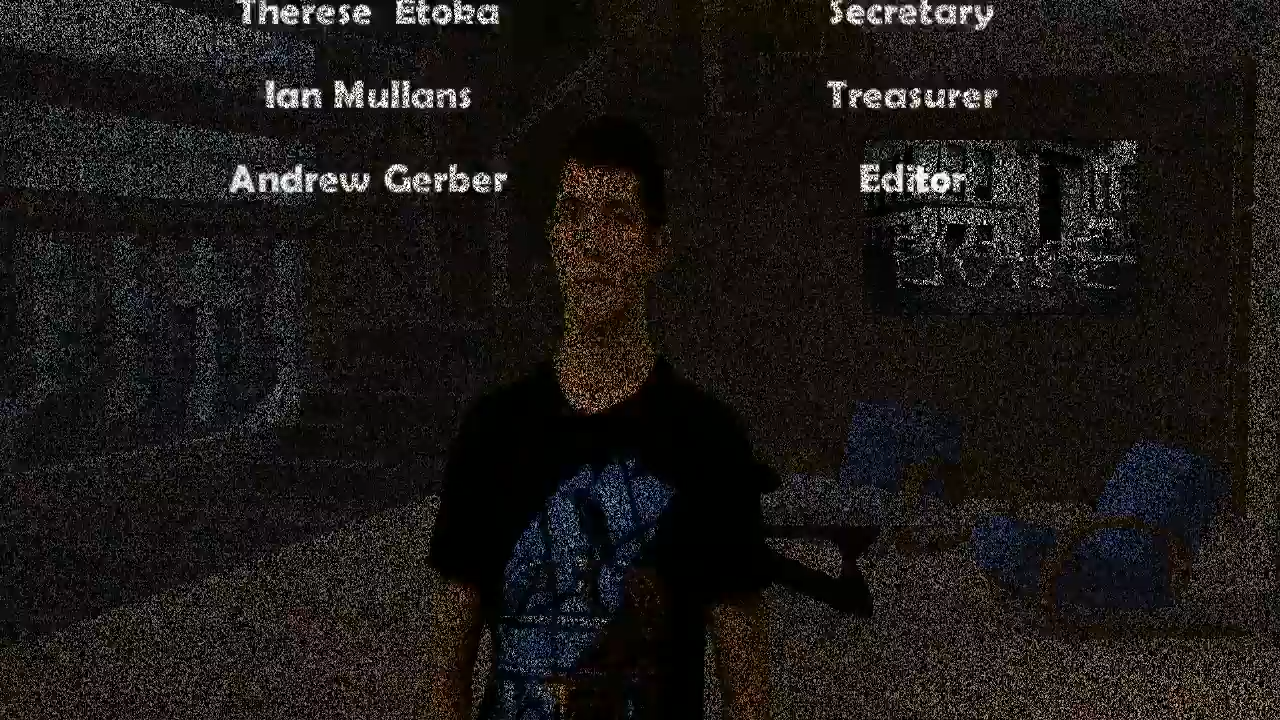 Therese Etoka Secretary
Ian Mullans Treasurer
Andrew Gerber Editor